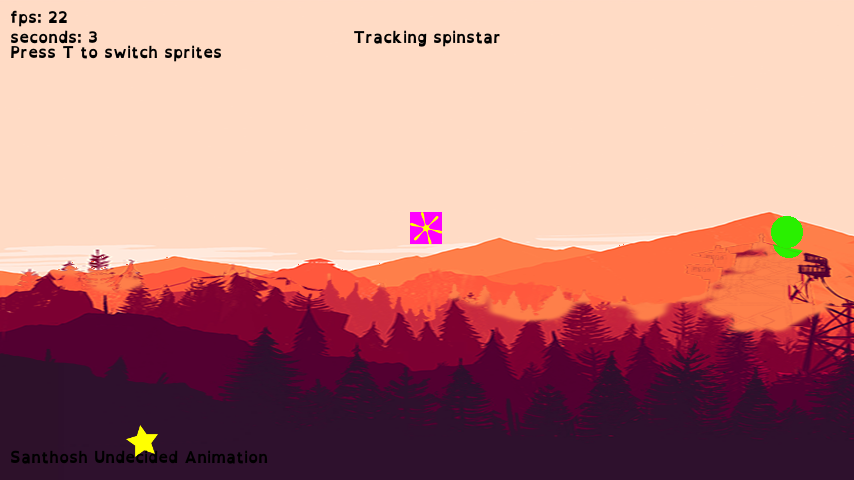 fps: 22
seconds: 3
Press T to switch sprites
Tracking spinstar
Santhosh Undecided Animation